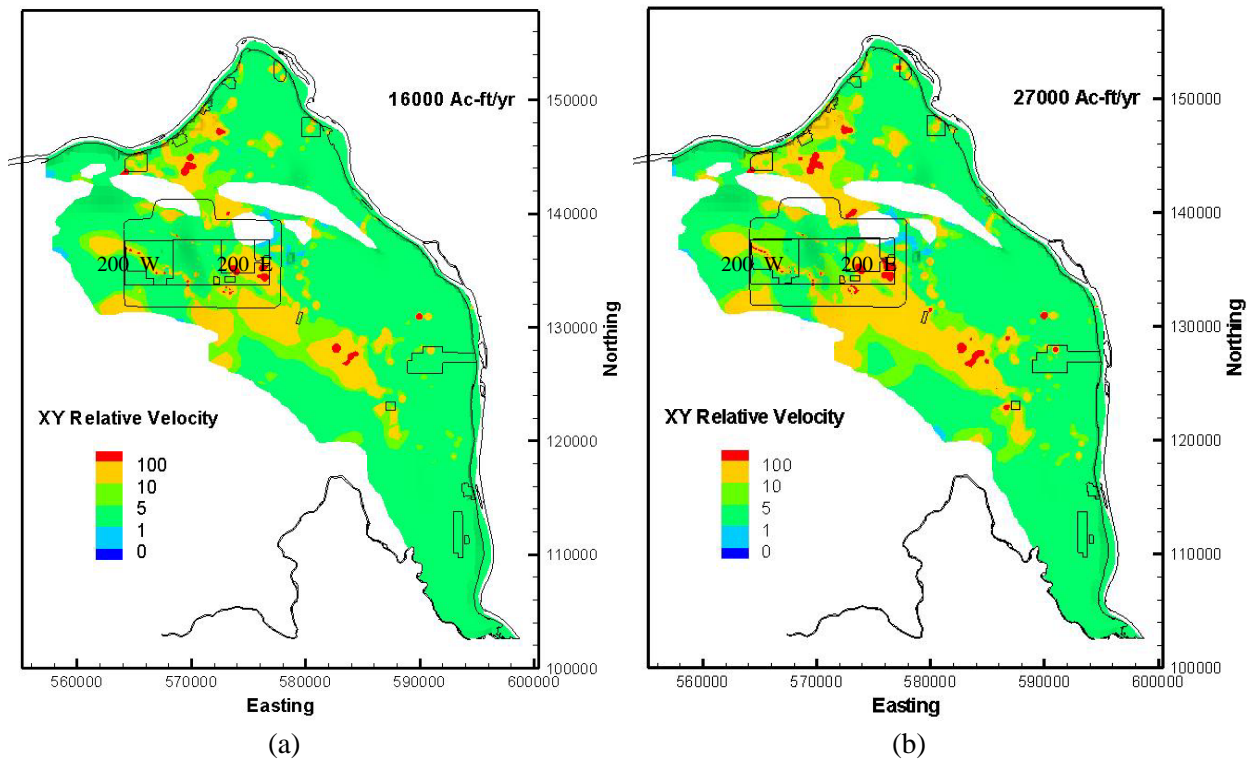 16000 Ac-ft/yr
150000
140000
130000
120000
110000
100000
Northing
200 W
200 E
XY Relative Velocity
100
10
5
1
0
560000
570000
580000
590000
600000
Easting
(a)
27000 Ac-ft/yr
150000
140000
130000
120000
110000
100000
Northing
200 W
200 E
XY Relative Velocity
100
10
5
1
0
560000
570000
580000
590000
600000
Easting
(b)